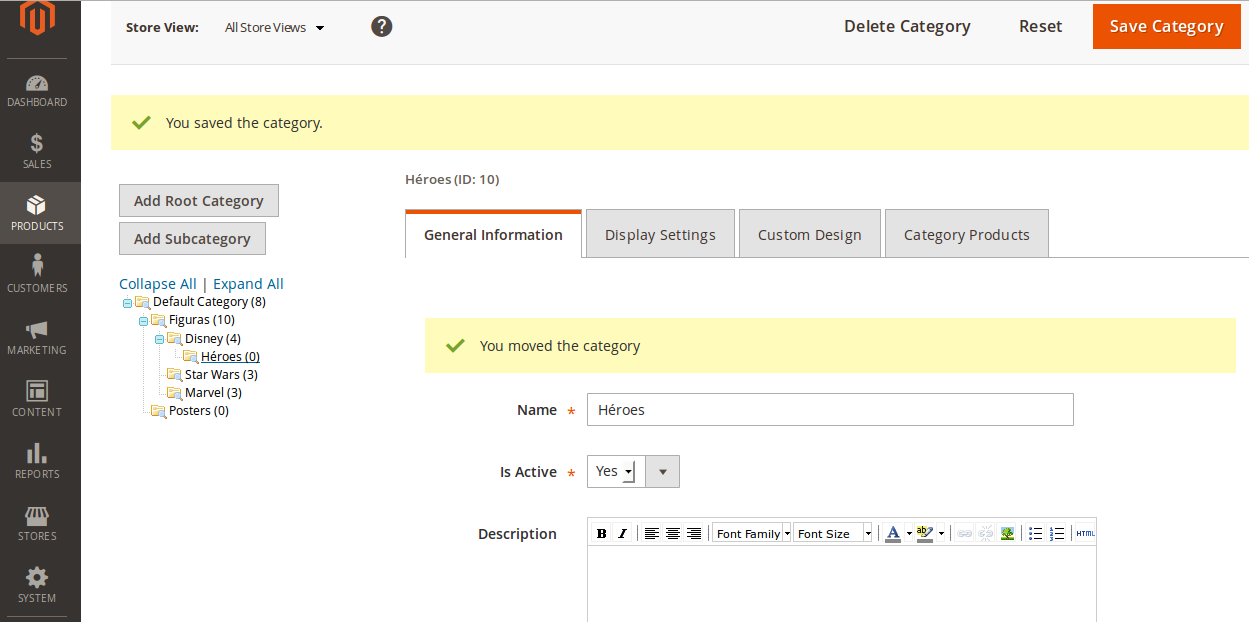 Store View: All Store Views ?
Delete Category Reset Save Category
DASHBOARD
SALES
PRODUCTS
CUSTOMERS
MARKETING
CONTENT
REPORTS
STORES
SYSTEM
You saved the category.
Add Root Category
Add Subcategory
Collapse All | Expand All
Default Category (8)
Figuras (10)
Disney (4)
Héroes (0)
Star Wars (3)
Marvel (3)
Posters (0)
Héroes (ID: 10)
General Information Display Settings Custom Design Category Products
You moved the category
Name * Héroes
Is Active * Yes
Description
B I Font Family Font Size A ab HTML